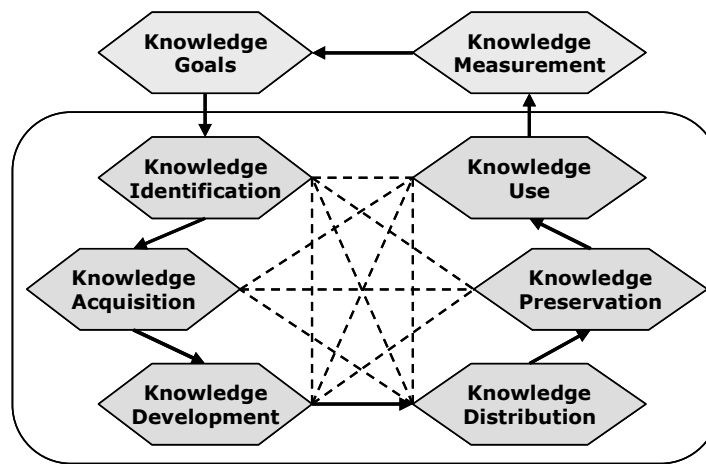 Knowledge
Goals
Knowledge
Measurement
Knowledge
Identification
Knowledge
Use
Knowledge
Acquisition
Knowledge
Preservation
Knowledge
Development
Knowledge
Distribution